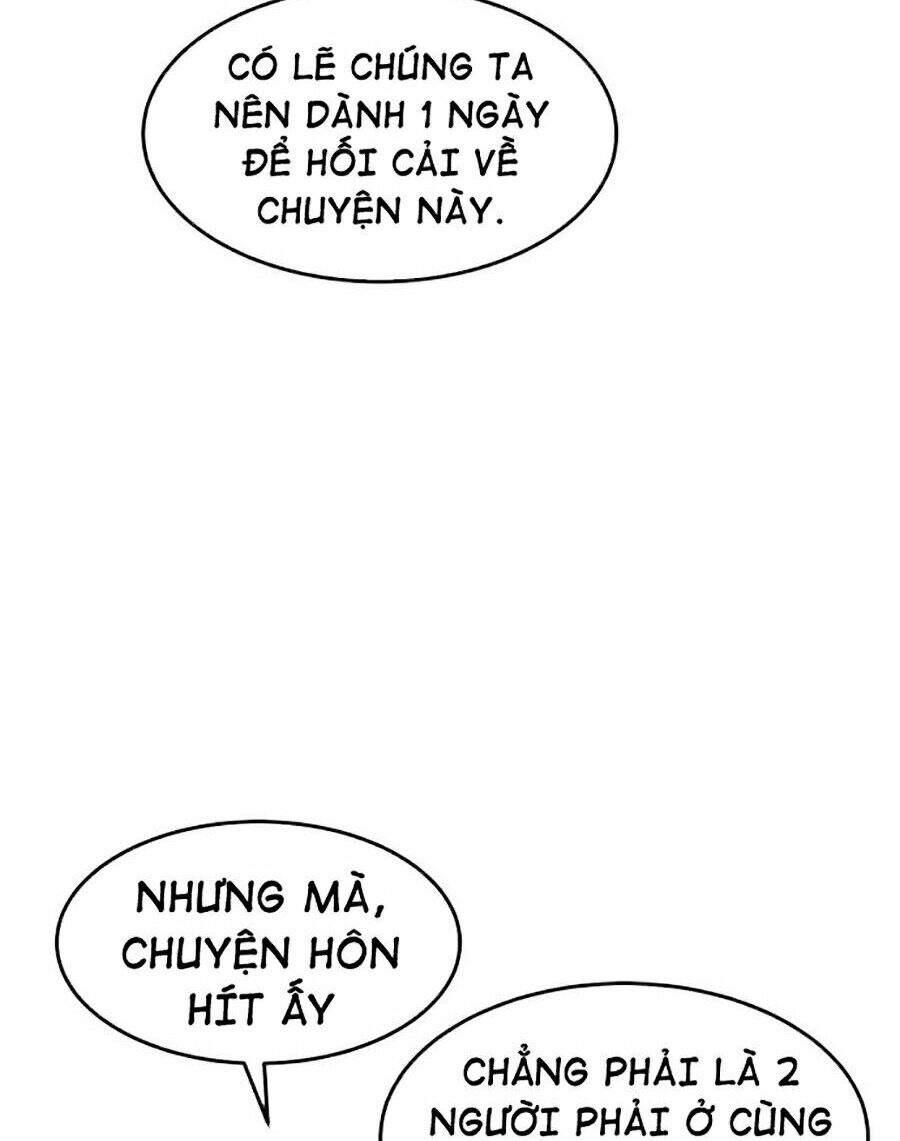 CÓ LẼ CHÚNG TA
NÊN DÀNH 1 NGÀY
ĐỂ HỐI CẢI VỀ
CHUYỆN NÀY.
NHƯNG MÀ,
CHUYỆN HÔN
HÍT ẤY
CHẲNG PHẢI LÀ 2
NGƯỜI PHẢI Ở CÙNG